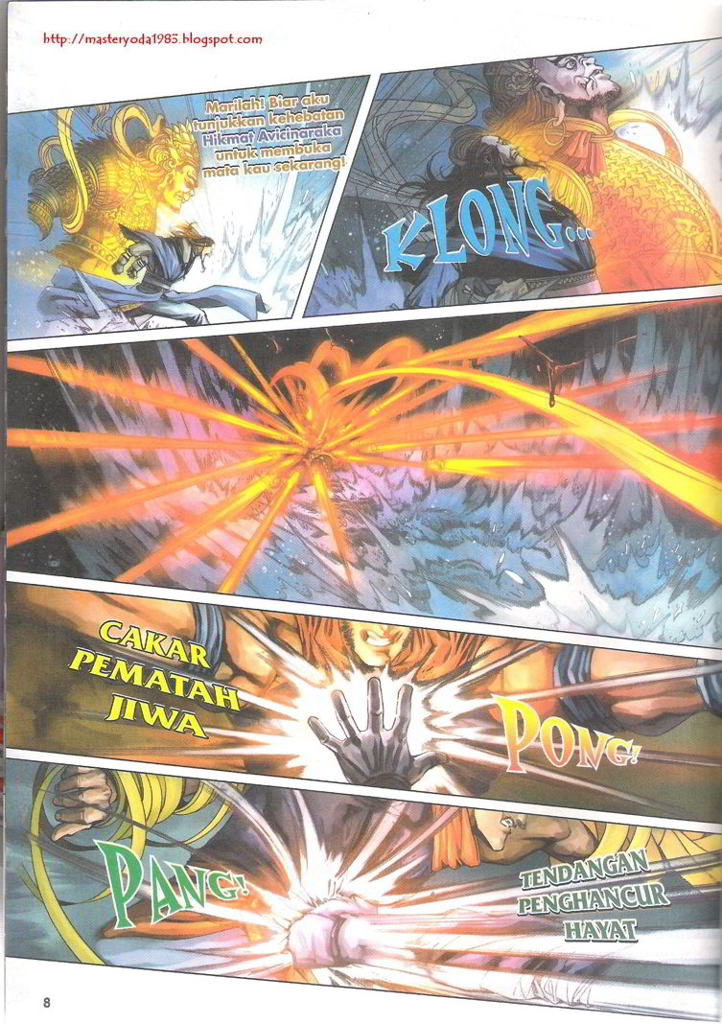 http://masteryoda1985.blogspot.com
Marilah! Biar aku
tunjukkan kehebatan
Hikmat Avicinaraka
untuk membuka
mata kau sekarang!
KLONG...
CAKAR
PEMATAH
JIWA
PONG!
PANG!
TENDANGAN
PENGHANCUR
HAYAT
8